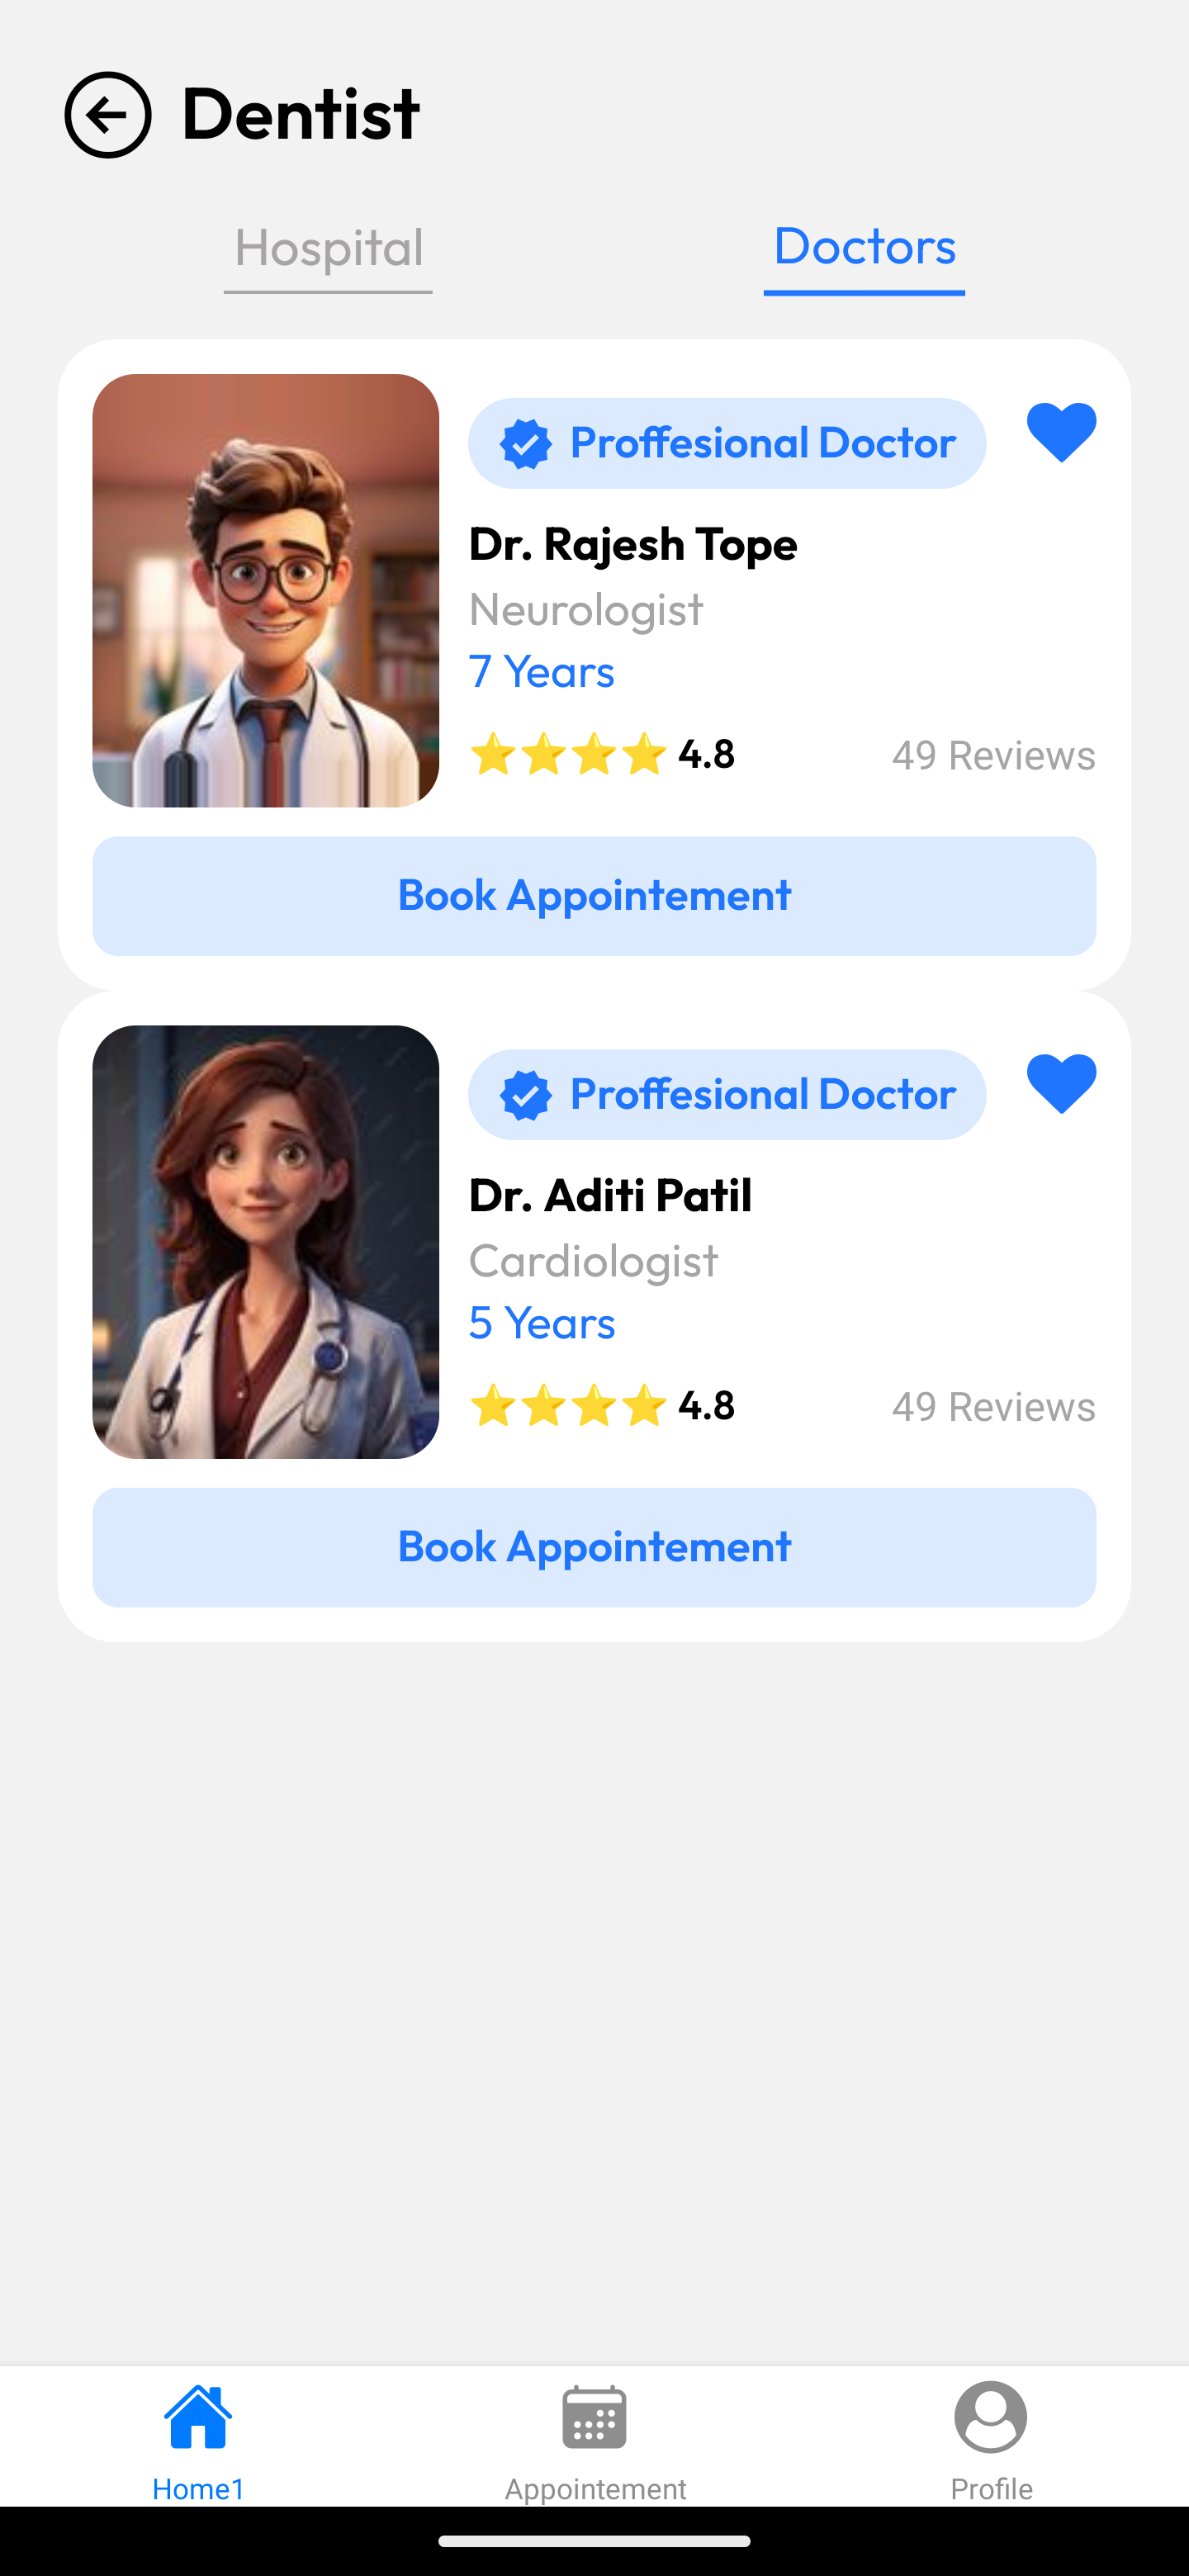 Dentist
Hospital
Doctors
Proffesional Doctor
Dr. Rajesh Tope
Neurologist
7 Years
4.8
49 Reviews
Book Appointement
Proffesional Doctor
Dr. Aditi Patil
Cardiologist
5 Years
4.8
49 Reviews
Book Appointement
Home1
Appointement
Profile